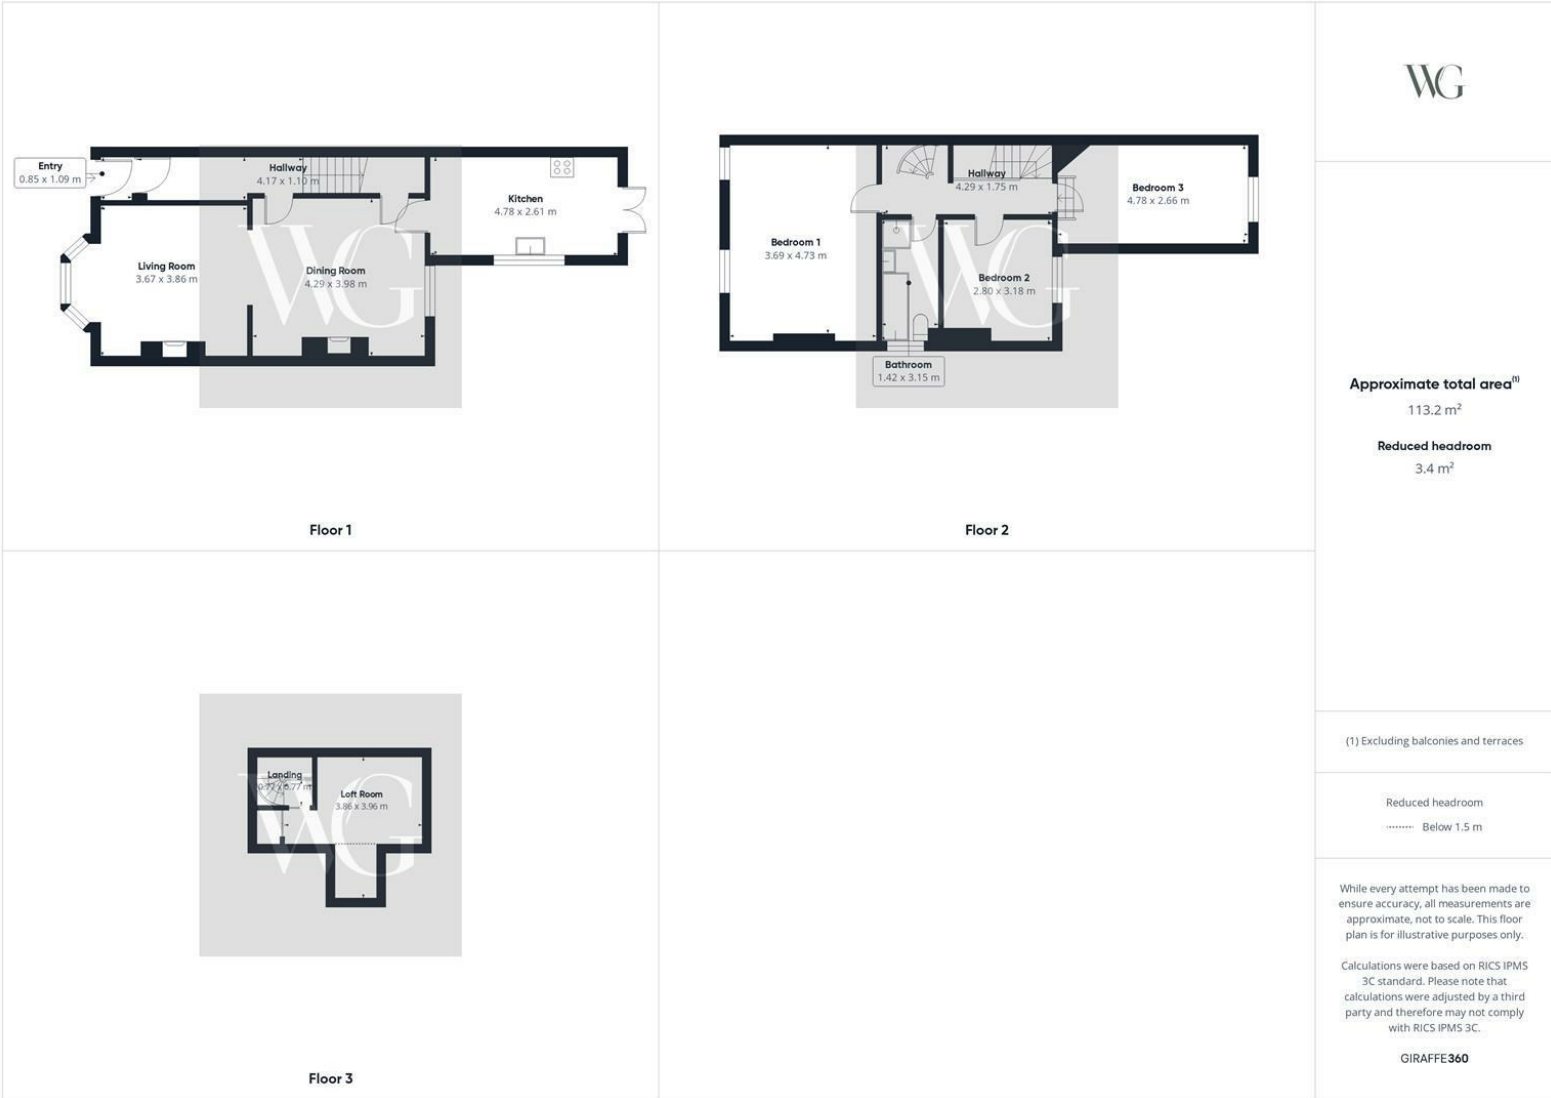 Entry
0.85 x 1.09 m
Hallway
4.17 x 1.10 m
Kitchen
4.78 x 2.61 m
Living Room
3.67 x 3.86 m
Dining Room
4.29 x 3.98 m
WG
Floor 1
Hallway
4.29 x 1.75 m
Bedroom 3
4.78 x 2.66 m
Bedroom 1
3.69 x 4.73 m
Bedroom 2
2.80 x 3.18 m
Bathroom
1.42 x 3.15 m
WG
Floor 2
Landing
0.77 x 0.77 m
Loft Room
3.86 x 3.96 m
WG
Floor 3
WG
Approximate total area(1)
113.2 m²
Reduced headroom
3.4 m²
(1) Excluding balconies and terraces
Reduced headroom
Below 1.5 m
While every attempt has been made to
ensure accuracy, all measurements are
approximate, not to scale. This floor
plan is for illustrative purposes only.
Calculations were based on RICS IPMS
3C standard. Please note that
calculations were adjusted by a third
party and therefore may not comply
with RICS IPMS 3C.
GIRAFFE360